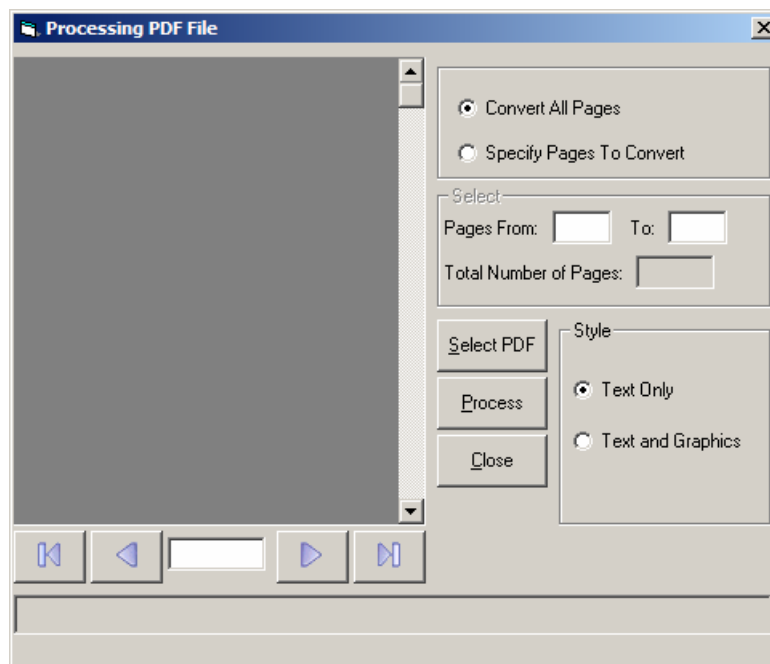 Processing PDF File
Convert All Pages
Specify Pages To Convert
Select
Pages From: To:
Total Number of Pages:
Select PDF
Style
Process
Text Only
Close
Text and Graphics